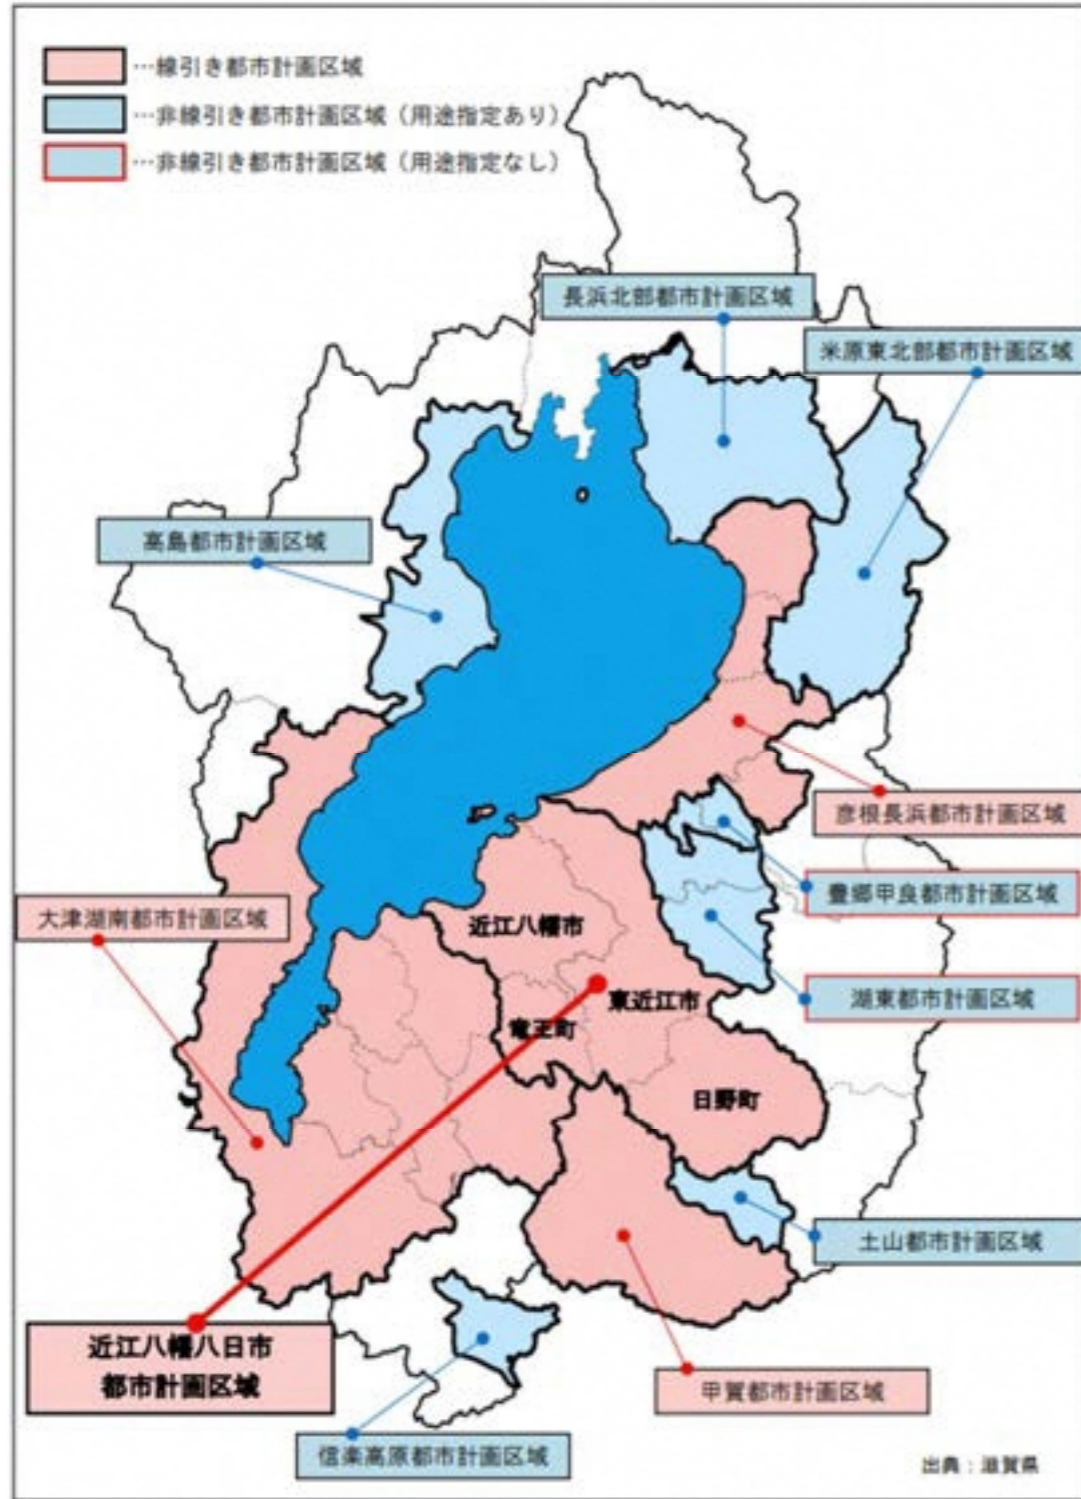 …線引き都市計画区域
…非線引き都市計画区域（用途指定あり）
…非線引き都市計画区域（用途指定なし）
長浜北部都市計画区域
米原東北部都市計画区域
高島都市計画区域
彦根長浜都市計画区域
豊郷甲良都市計画区域
大津湖南都市計画区域
近江八幡市
湖東都市計画区域
東近江市
竜王町
日野町
土山都市計画区域
近江八幡八日市
都市計画区域
甲賀都市計画区域
信楽高原都市計画区域
出典：滋賀県